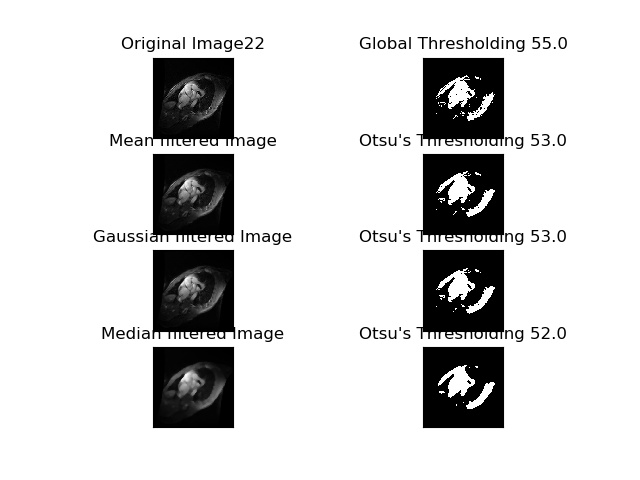 Original Image22
Global Thresholding 55.0
Mean filtered Image
Otsu's Thresholding 53.0
Gaussian filtered Image
Otsu's Thresholding 53.0
Median filtered Image
Otsu's Thresholding 52.0